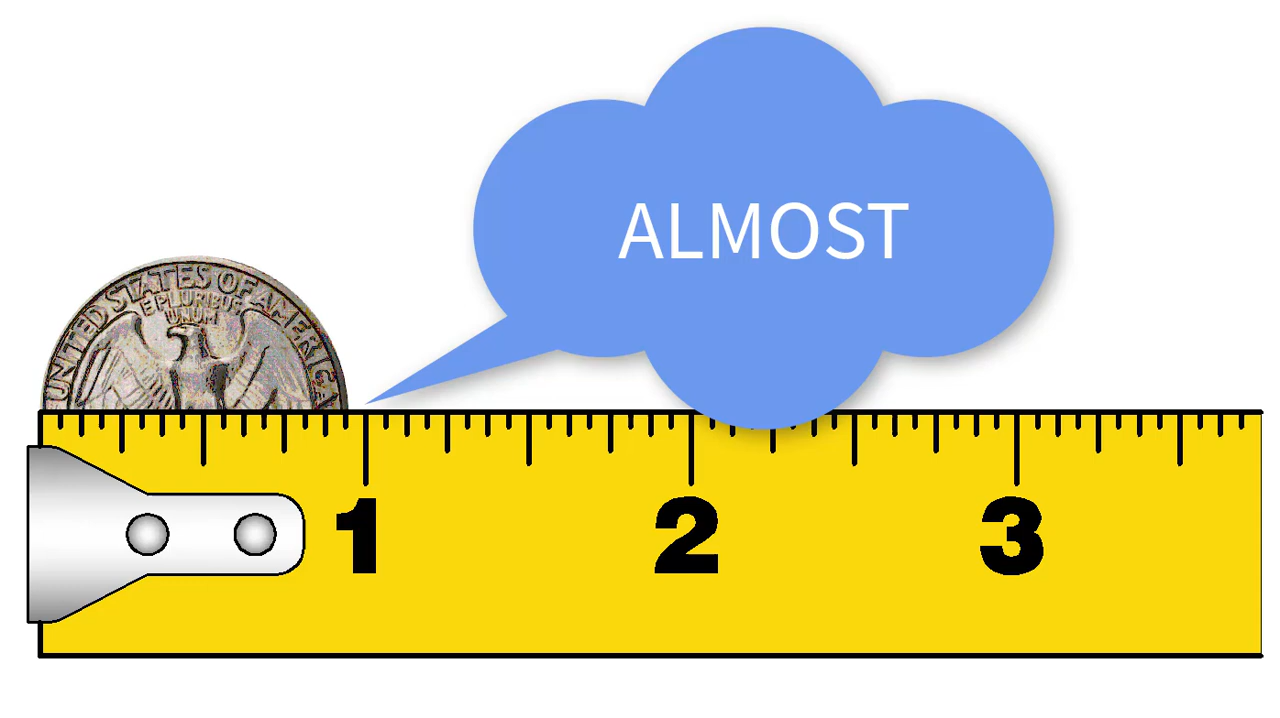 ALMOST
UNITED STATES OF AMERICA
E PLURIBUS
UNUM
1 2 3